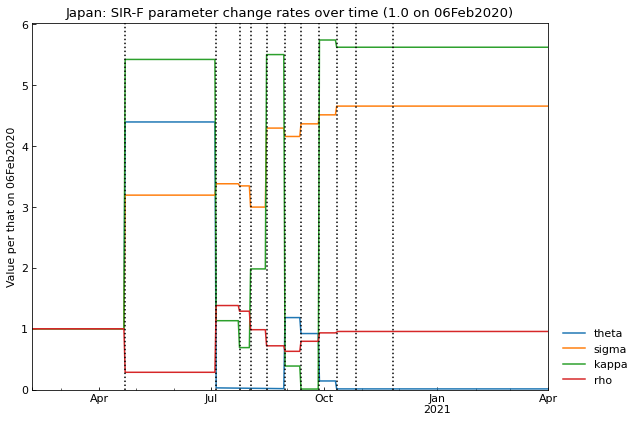 Japan: SIR-F parameter change rates over time (1.0 on 06Feb2020)
Value per that on 06Feb2020
6
5
4
3
2
1
0
Apr
Jul
Oct
Jan
2021
Apr
theta
sigma
kappa
rho